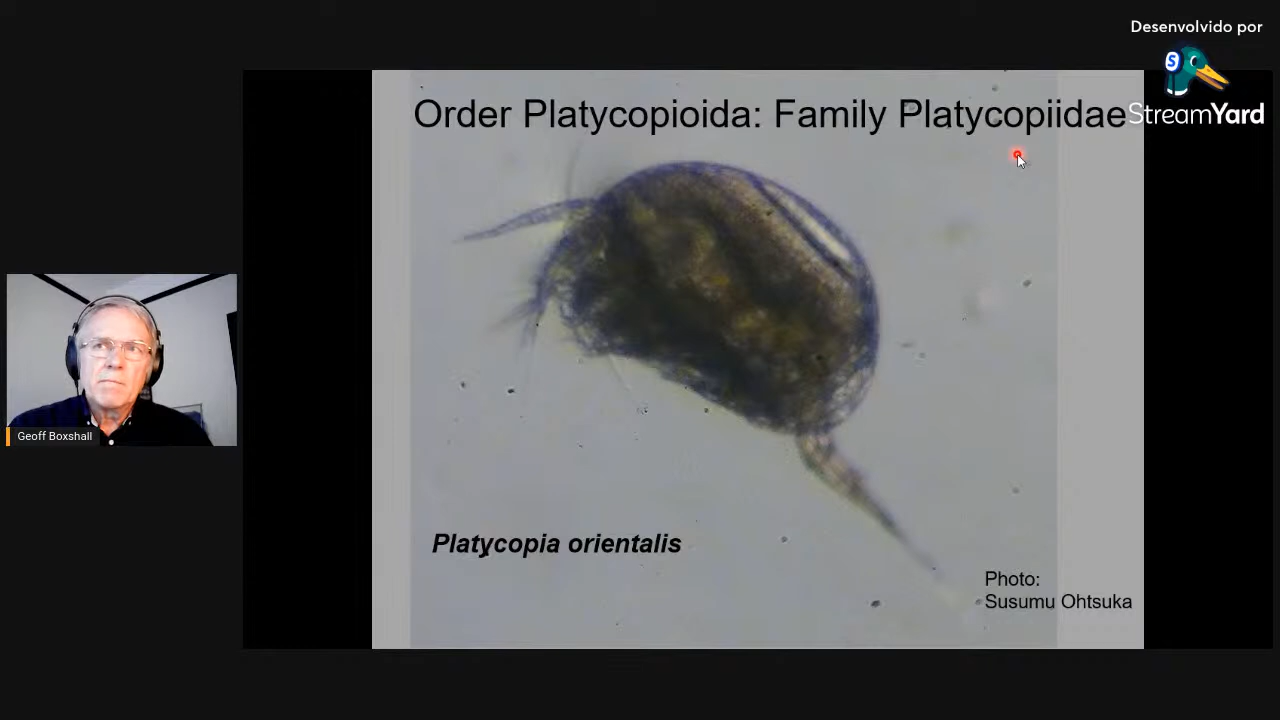 Desenvolvido por
StreamYard
Order Platycopioida: Family Platycopiidae
Geoff Boxshall
Platycopia orientalis
Photo:
Susumu Ohtsuka